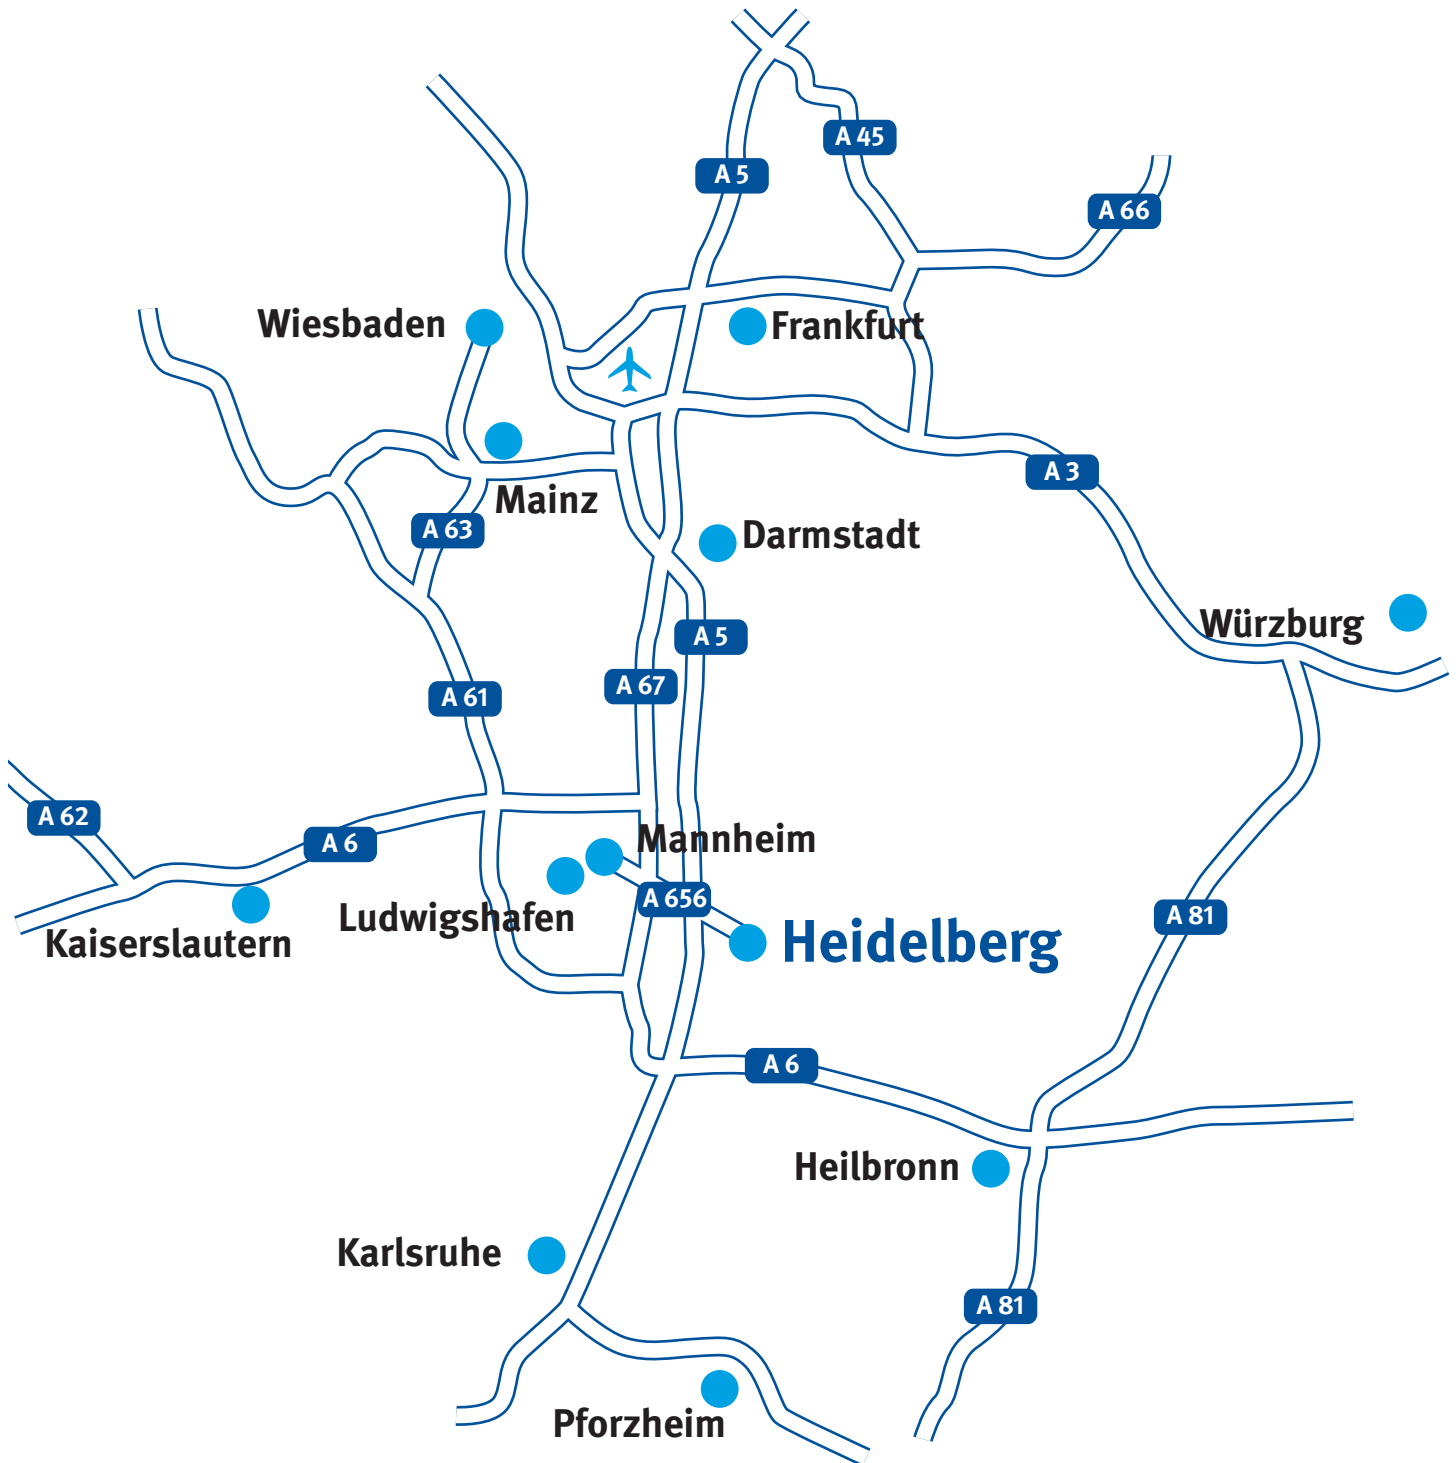 A 45
A 5
A 66
Wiesbaden
Frankfurt
A 3
Mainz
A 63
Darmstadt
Würzburg
A 5
A 67
A 61
A 62
A 6
Mannheim
A 656
Ludwigshafen
A 81
Kaiserslautern
Heidelberg
A 6
Heilbronn
Karlsruhe
A 81
Pforzheim